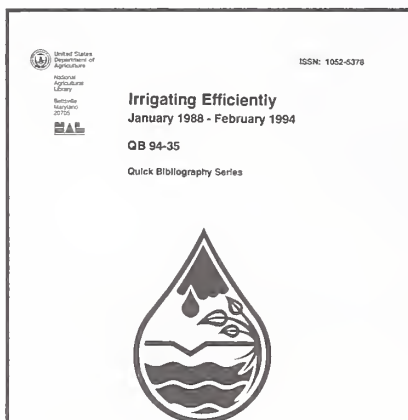 United States
Department of
Agriculture
National
Agricultural
Library
Beltsville
Maryland
20705
NAL
ISSN: 1052-5378
Irrigating Efficiently
January 1988 - February 1994
QB 94-35
Quick Bibliography Series